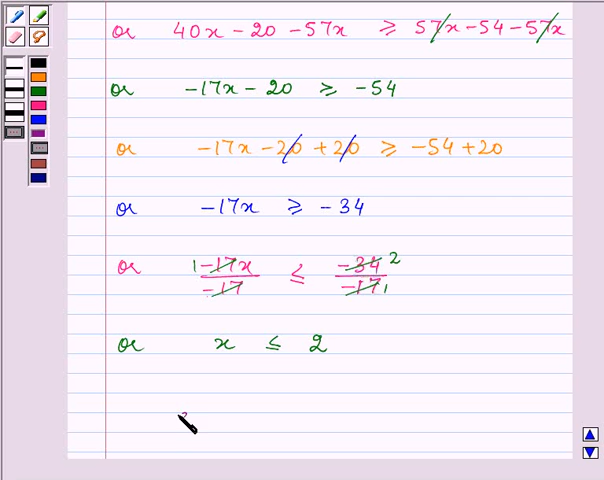 or 40x - 20 - 57x ≥ 57x - 54 - 57x
or -17x - 20 ≥ -54
or -17x - 20 + 20 ≥ -54 + 20
or -17x ≥ -34
or 1 -17x / -17 ≤ -34 2 / -17 1
or x ≤ 2